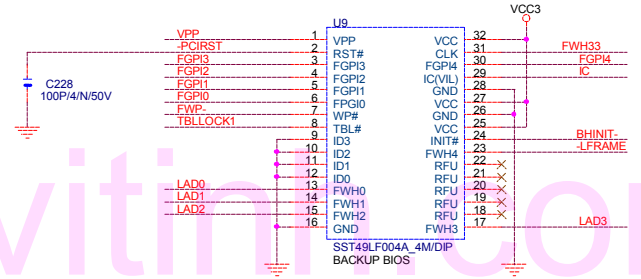 VCC3
U9
VPP 1 VPP VCC 32
-PCIRST 2 RST# CLK 31 FWH33
FGPI3 3 FGPI3 FGPI4 30 FGPI4
FGPI2 4 FGPI2 IC(VIL) 29 IC
FGPI1 5 FGPI1 GND 28
FGPI0 6 FPGI0 VCC 27
FWP- 7 WP# GND 26
TBLLOCK1 8 TBL# VCC 25
9 ID3 INIT# 24 BHINIT-
10 ID2 FWH4 23 -LFRAME
11 ID1 RFU 22
12 ID0 RFU 21
LAD0 13 FWH0 RFU 20
LAD1 14 FWH1 RFU 19
LAD2 15 FWH2 RFU 18
16 GND FWH3 17 LAD3
C228
100P/4/N/50V
SST49LF004A_4M/DIP
BACKUP BIOS